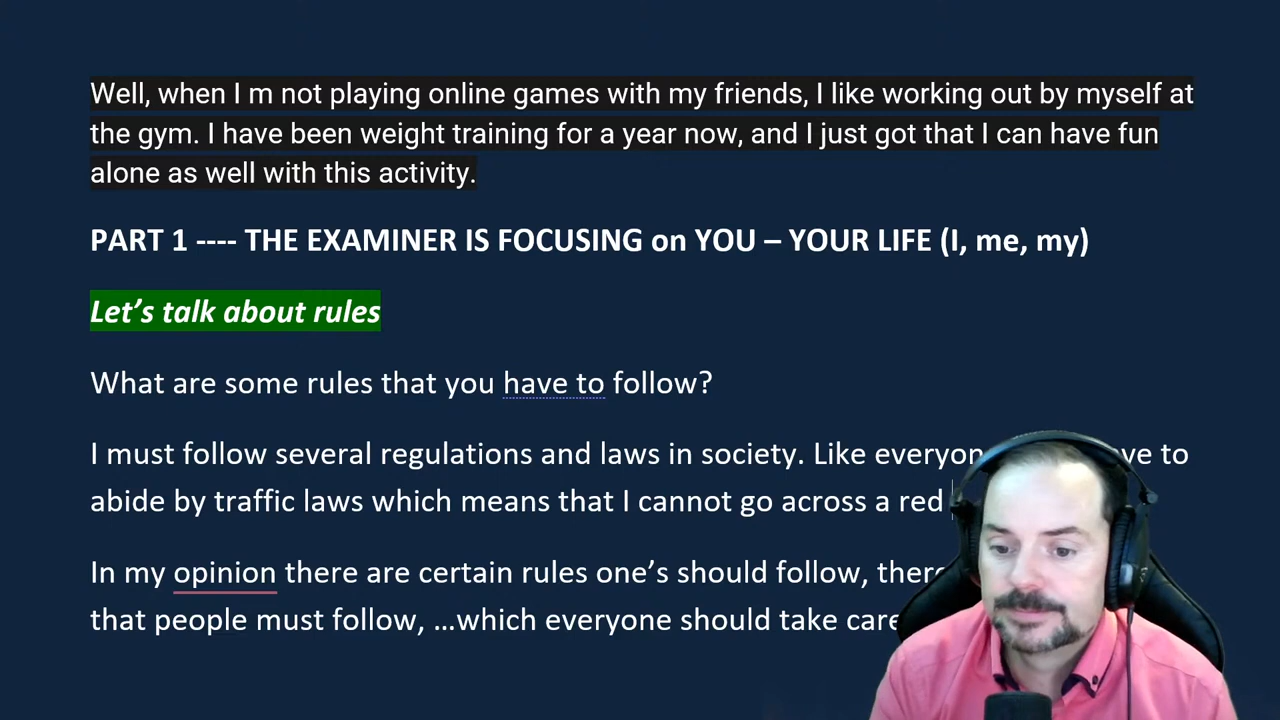 Well, when I m not playing online games with my friends, I like working out by myself at
the gym. I have been weight training for a year now, and I just got that I can have fun
alone as well with this activity.
PART 1 ---- THE EXAMINER IS FOCUSING on YOU – YOUR LIFE (I, me, my)
Let’s talk about rules
What are some rules that you have to follow?
I must follow several regulations and laws in society. Like to
abide by traffic laws which means that I cannot go across a red
In my opinion there are certain rules one’s should follow,
that people must follow, …which everyone should take care